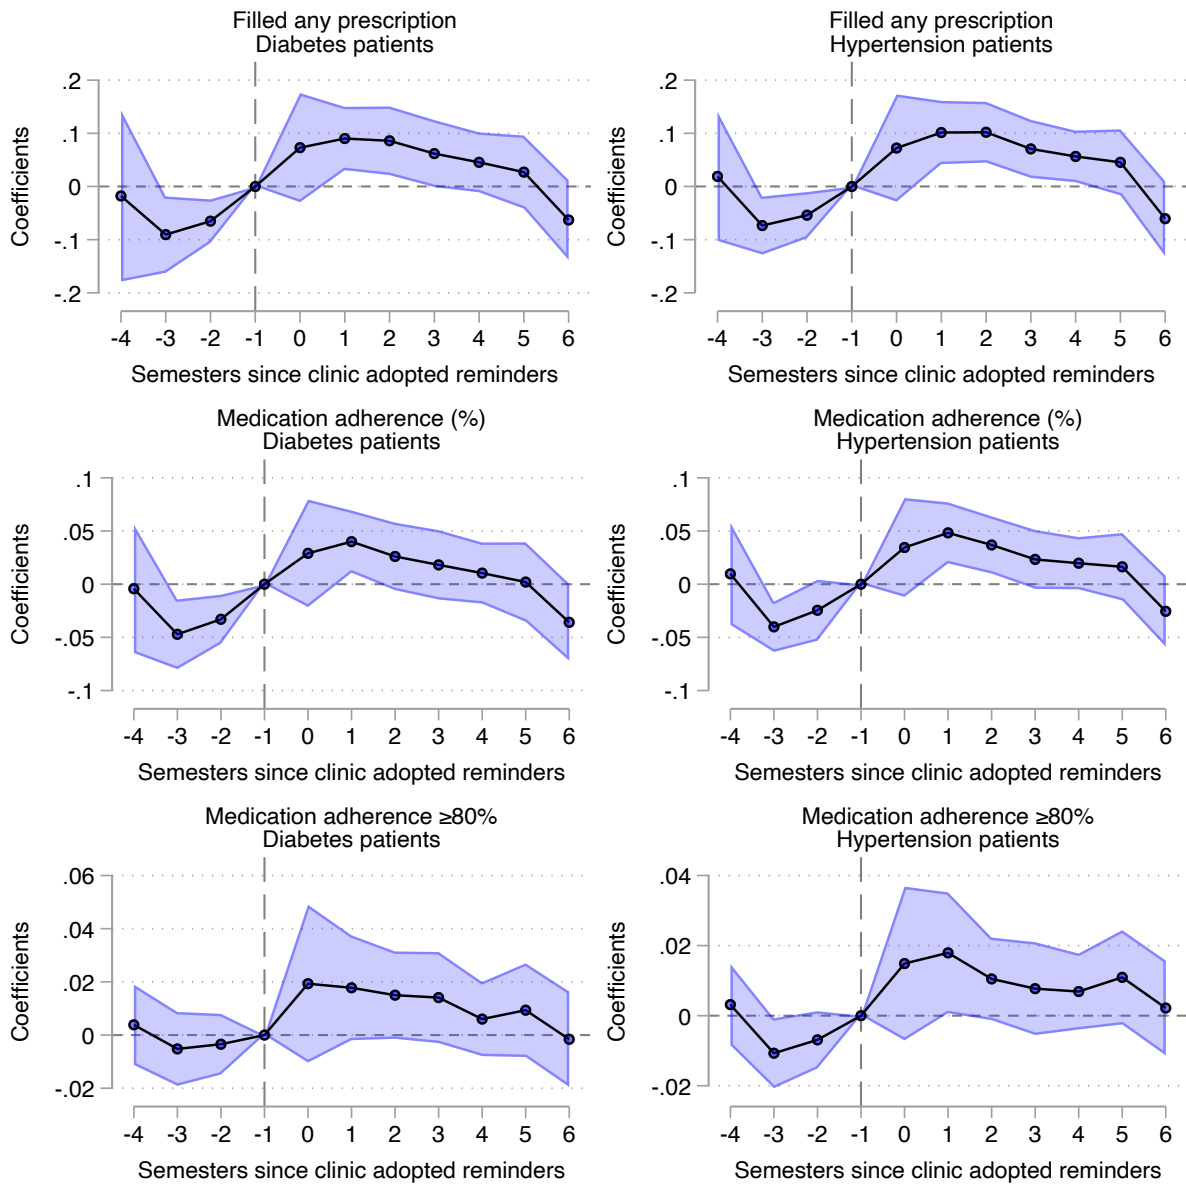 Filled any prescription
Diabetes patients
Coefficients
.2
.1
0
-.1
-.2
-4 -3 -2 -1 0 1 2 3 4 5 6
Semesters since clinic adopted reminders
Filled any prescription
Hypertension patients
Coefficients
.2
.1
0
-.1
-.2
-4 -3 -2 -1 0 1 2 3 4 5 6
Semesters since clinic adopted reminders
Medication adherence (%)
Diabetes patients
Coefficients
.1
.05
0
-.05
-.1
-4 -3 -2 -1 0 1 2 3 4 5 6
Semesters since clinic adopted reminders
Medication adherence (%)
Hypertension patients
Coefficients
.1
.05
0
-.05
-.1
-4 -3 -2 -1 0 1 2 3 4 5 6
Semesters since clinic adopted reminders
Medication adherence ≥80%
Diabetes patients
Coefficients
.06
.04
.02
0
-.02
-4 -3 -2 -1 0 1 2 3 4 5 6
Semesters since clinic adopted reminders
Medication adherence ≥80%
Hypertension patients
Coefficients
.04
.02
0
-.02
-4 -3 -2 -1 0 1 2 3 4 5 6
Semesters since clinic adopted reminders